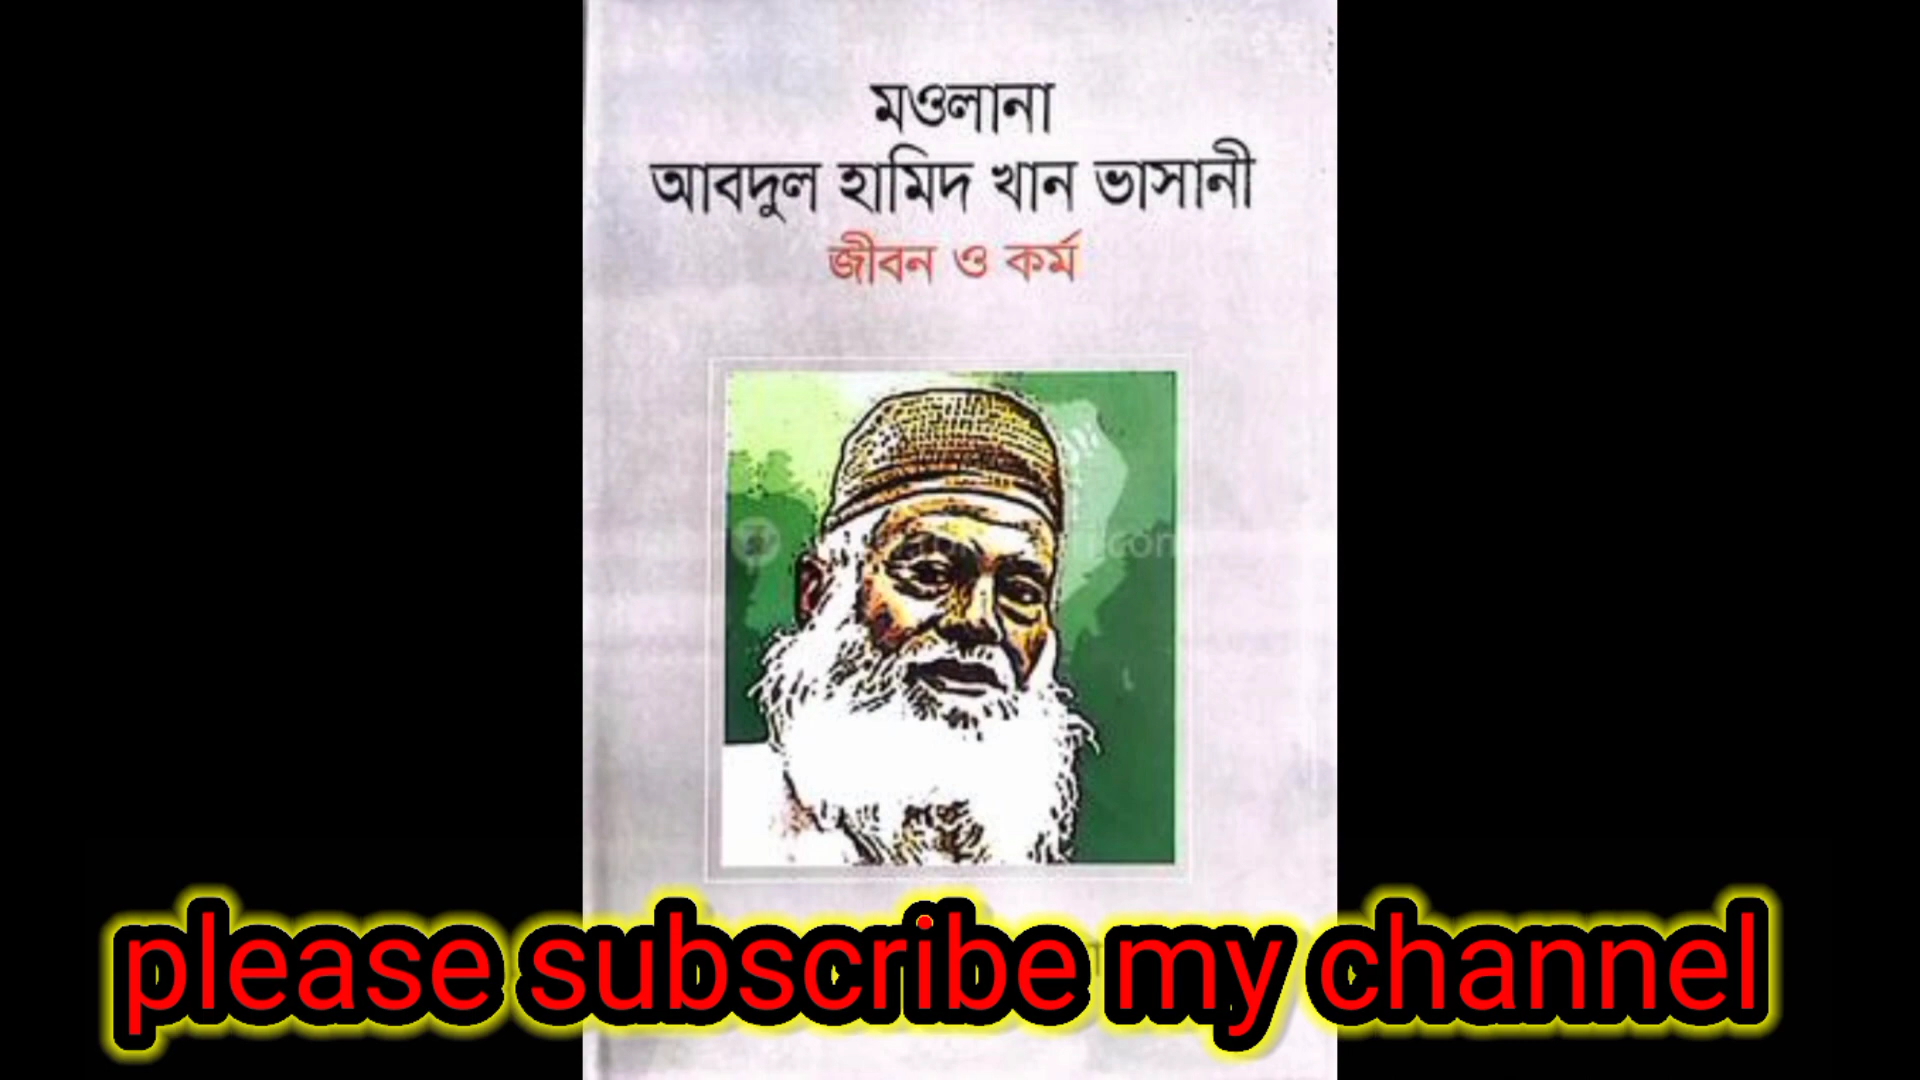 মওলানা
আবদুল হামিদ খান ভাসানী
জীবন ও কর্ম
please subscribe my channel